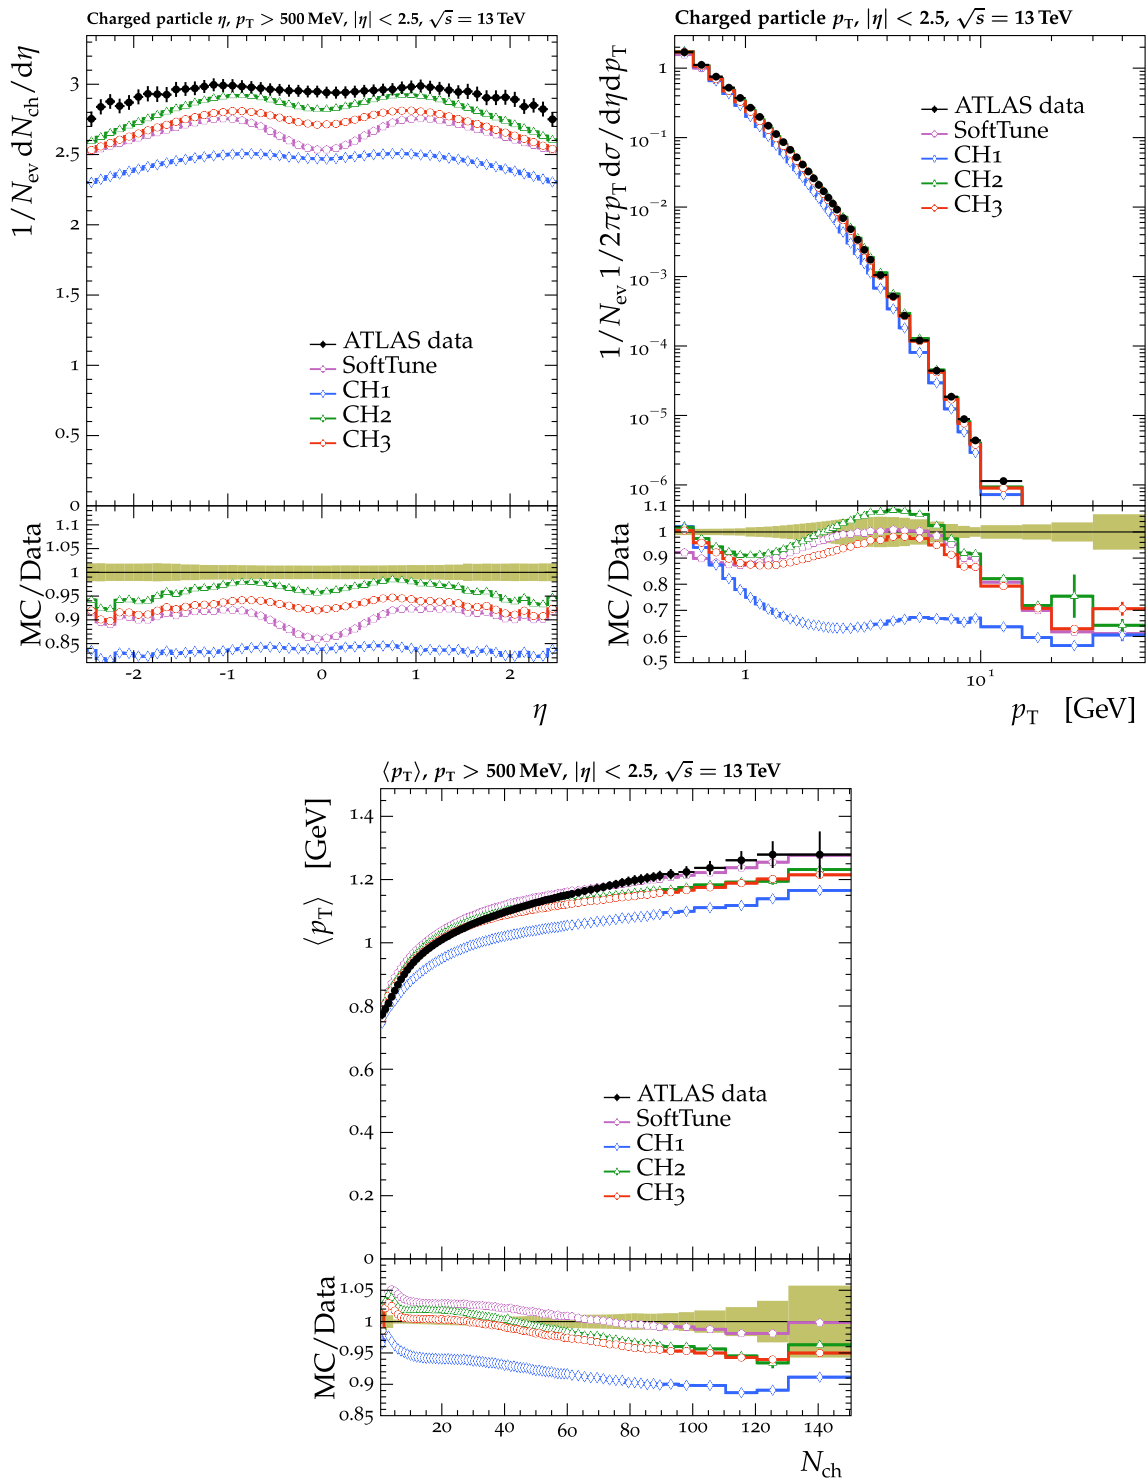 Charged particle η, pT > 500 MeV, |η| < 2.5, √s = 13 TeV
1/Nev dNch/dη
3
2.5
2
1.5
1
0.5
0
ATLAS data
SoftTune
CH1
CH2
CH3
MC/Data
1.1
1.05
1
0.95
0.9
0.85
-2
-1
0
1
2
η
Charged particle pT, |η| < 2.5, √s = 13 TeV
1/Nev 1/2πpT dσ/dηdpT
1
10⁻¹
10⁻²
10⁻³
10⁻⁴
10⁻⁵
10⁻⁶
ATLAS data
SoftTune
CH1
CH2
CH3
MC/Data
1.1
1
0.9
0.8
0.7
0.6
0.5
1
10¹
pT [GeV]
⟨pT⟩, pT > 500 MeV, |η| < 2.5, √s = 13 TeV
⟨pT⟩ [GeV]
1.4
1.2
1
0.8
0.6
0.4
0.2
0
ATLAS data
SoftTune
CH1
CH2
CH3
MC/Data
1.05
1
0.95
0.9
0.85
20
40
60
80
100
120
140
Nch